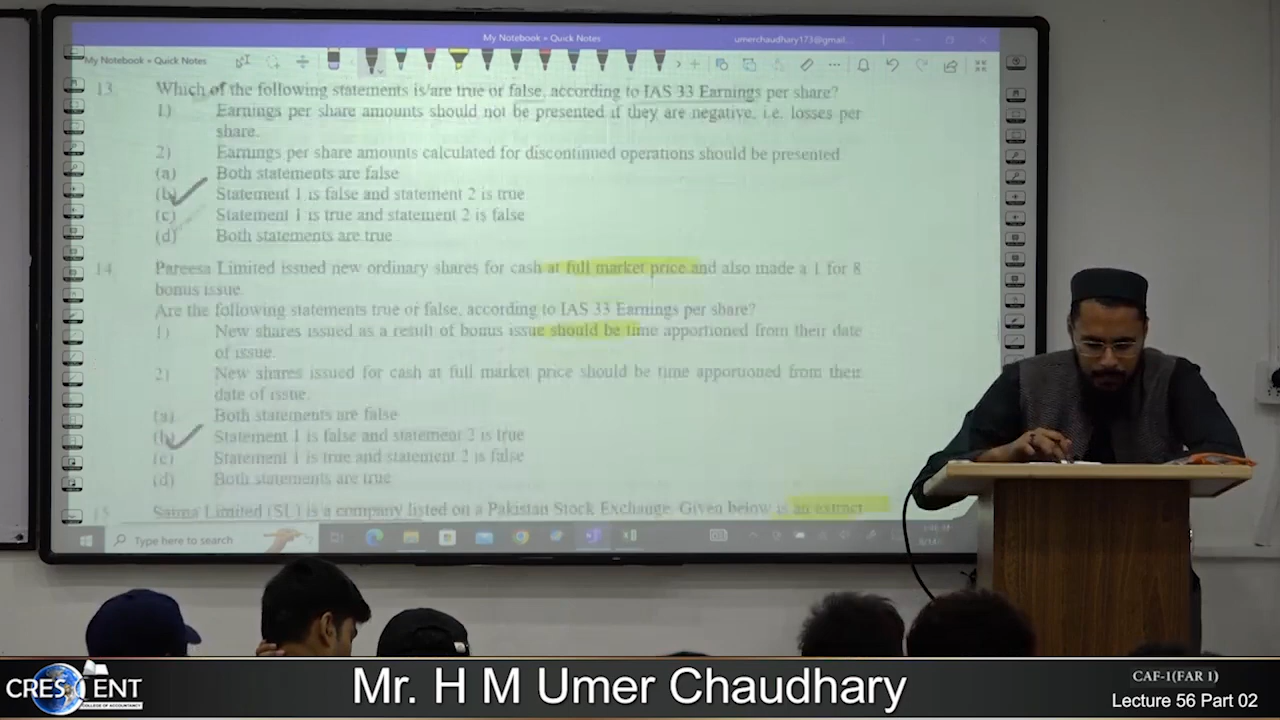 My Notebook » Quick Notes
umerchaudhary173@gmail...
My Notebook » Quick Notes
13. Which of the following statements is/are true or false, according to IAS 33 Earnings per share?
1) Earnings per share amounts should not be presented if they are negative, i.e. losses per
share.
2) Earnings per share amounts calculated for discontinued operations should be presented
(a) Both statements are false
(b) Statement 1 is false and statement 2 is true
(c) Statement 1 is true and statement 2 is false
(d) Both statements are true
14. Pareesa Limited issued new ordinary shares for cash at full market price and also made a 1 for 8
bonus issue.
Are the following statements true or false, according to IAS 33 Earnings per share?
1) New shares issued as a result of bonus issue should be time apportioned from their date
of issue.
2) New shares issued for cash at full market price should be time apportioned from their
date of issue.
(a) Both statements are false
(b) Statement 1 is false and statement 2 is true
(c) Statement 1 is true and statement 2 is false
(d) Both statements are true
15 Limited (SL) is a company listed on a Pakistan Stock Exchange. Given below is an extract
Type here to search
CRESCENT
COLLEGE OF ACCOUNTANCY
Mr. H M Umer Chaudhary
CAF-1(FAR 1)
Lecture 56 Part 02